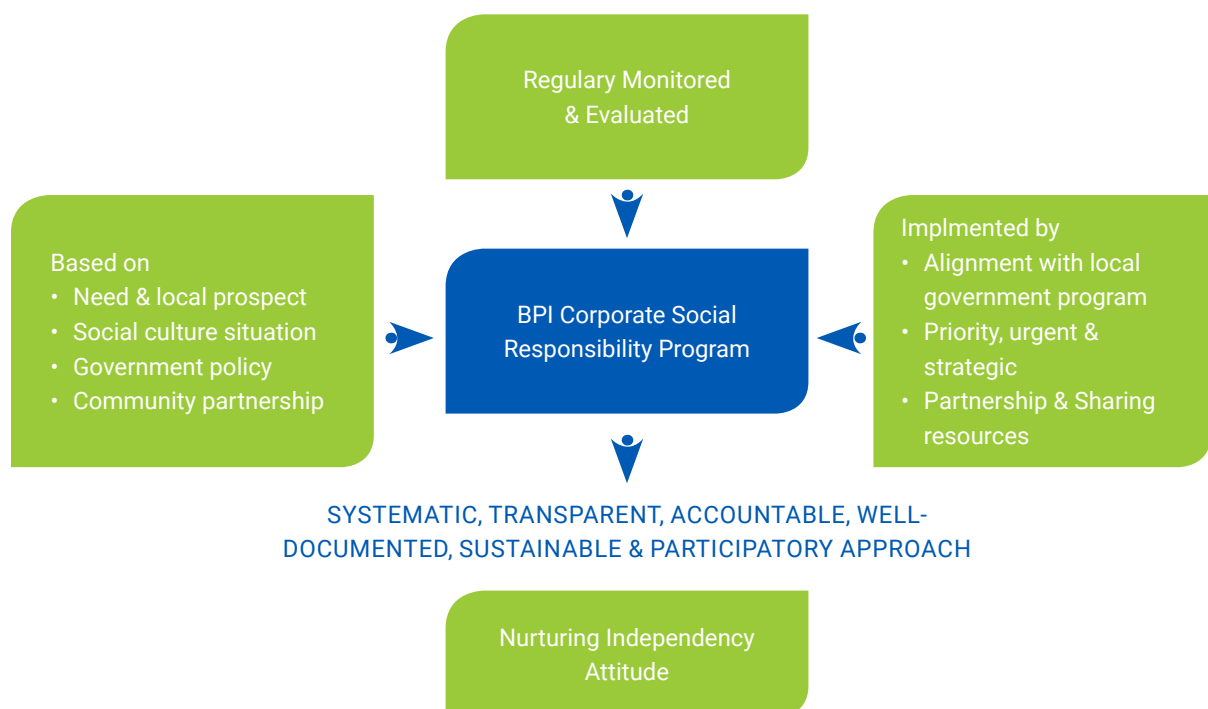 Regulary Monitored
& Evaluated
Based on
• Need & local prospect
• Social culture situation
• Government policy
• Community partnership
BPI Corporate Social
Responsibility Program
Implmented by
• Alignment with local
government program
• Priority, urgent &
strategic
• Partnership & Sharing
resources
SYSTEMATIC, TRANSPARENT, ACCOUNTABLE, WELL-
DOCUMENTED, SUSTAINABLE & PARTICIPATORY APPROACH
Nurturing Independency
Attitude